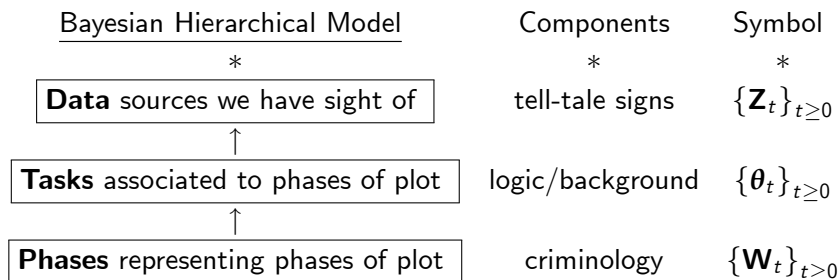 Bayesian Hierarchical Model Components Symbol
* * *
Data sources we have sight of tell-tale signs {Z_t}_{t≥0}
↑
Tasks associated to phases of plot logic/background {θ_t}_{t≥0}
↑
Phases representing phases of plot criminology {W_t}_{t≥0}